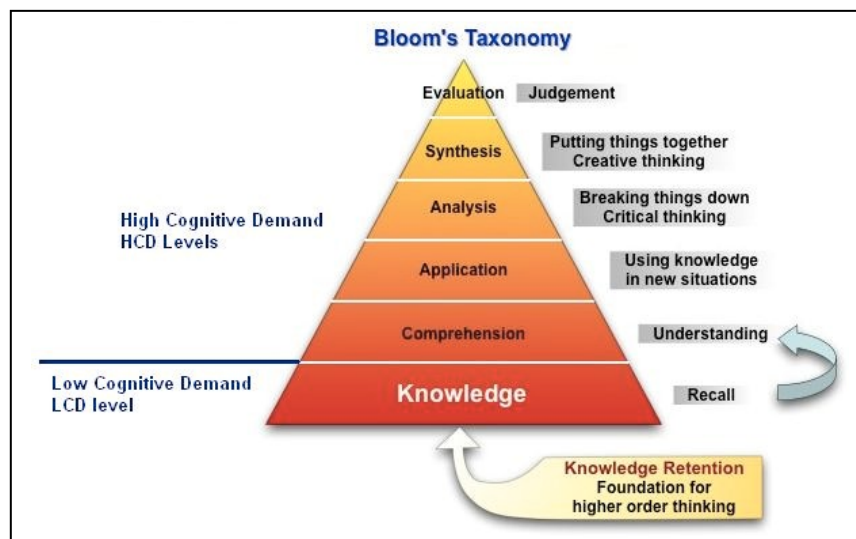 Bloom's Taxonomy
Evaluation
Judgement
Synthesis
Putting things together
Creative thinking
Analysis
Breaking things down
Critical thinking
High Cognitive Demand
HCD Levels
Application
Using knowledge
in new situations
Comprehension
Understanding
Low Cognitive Demand
LCD level
Knowledge
Recall
Knowledge Retention
Foundation for
higher order thinking